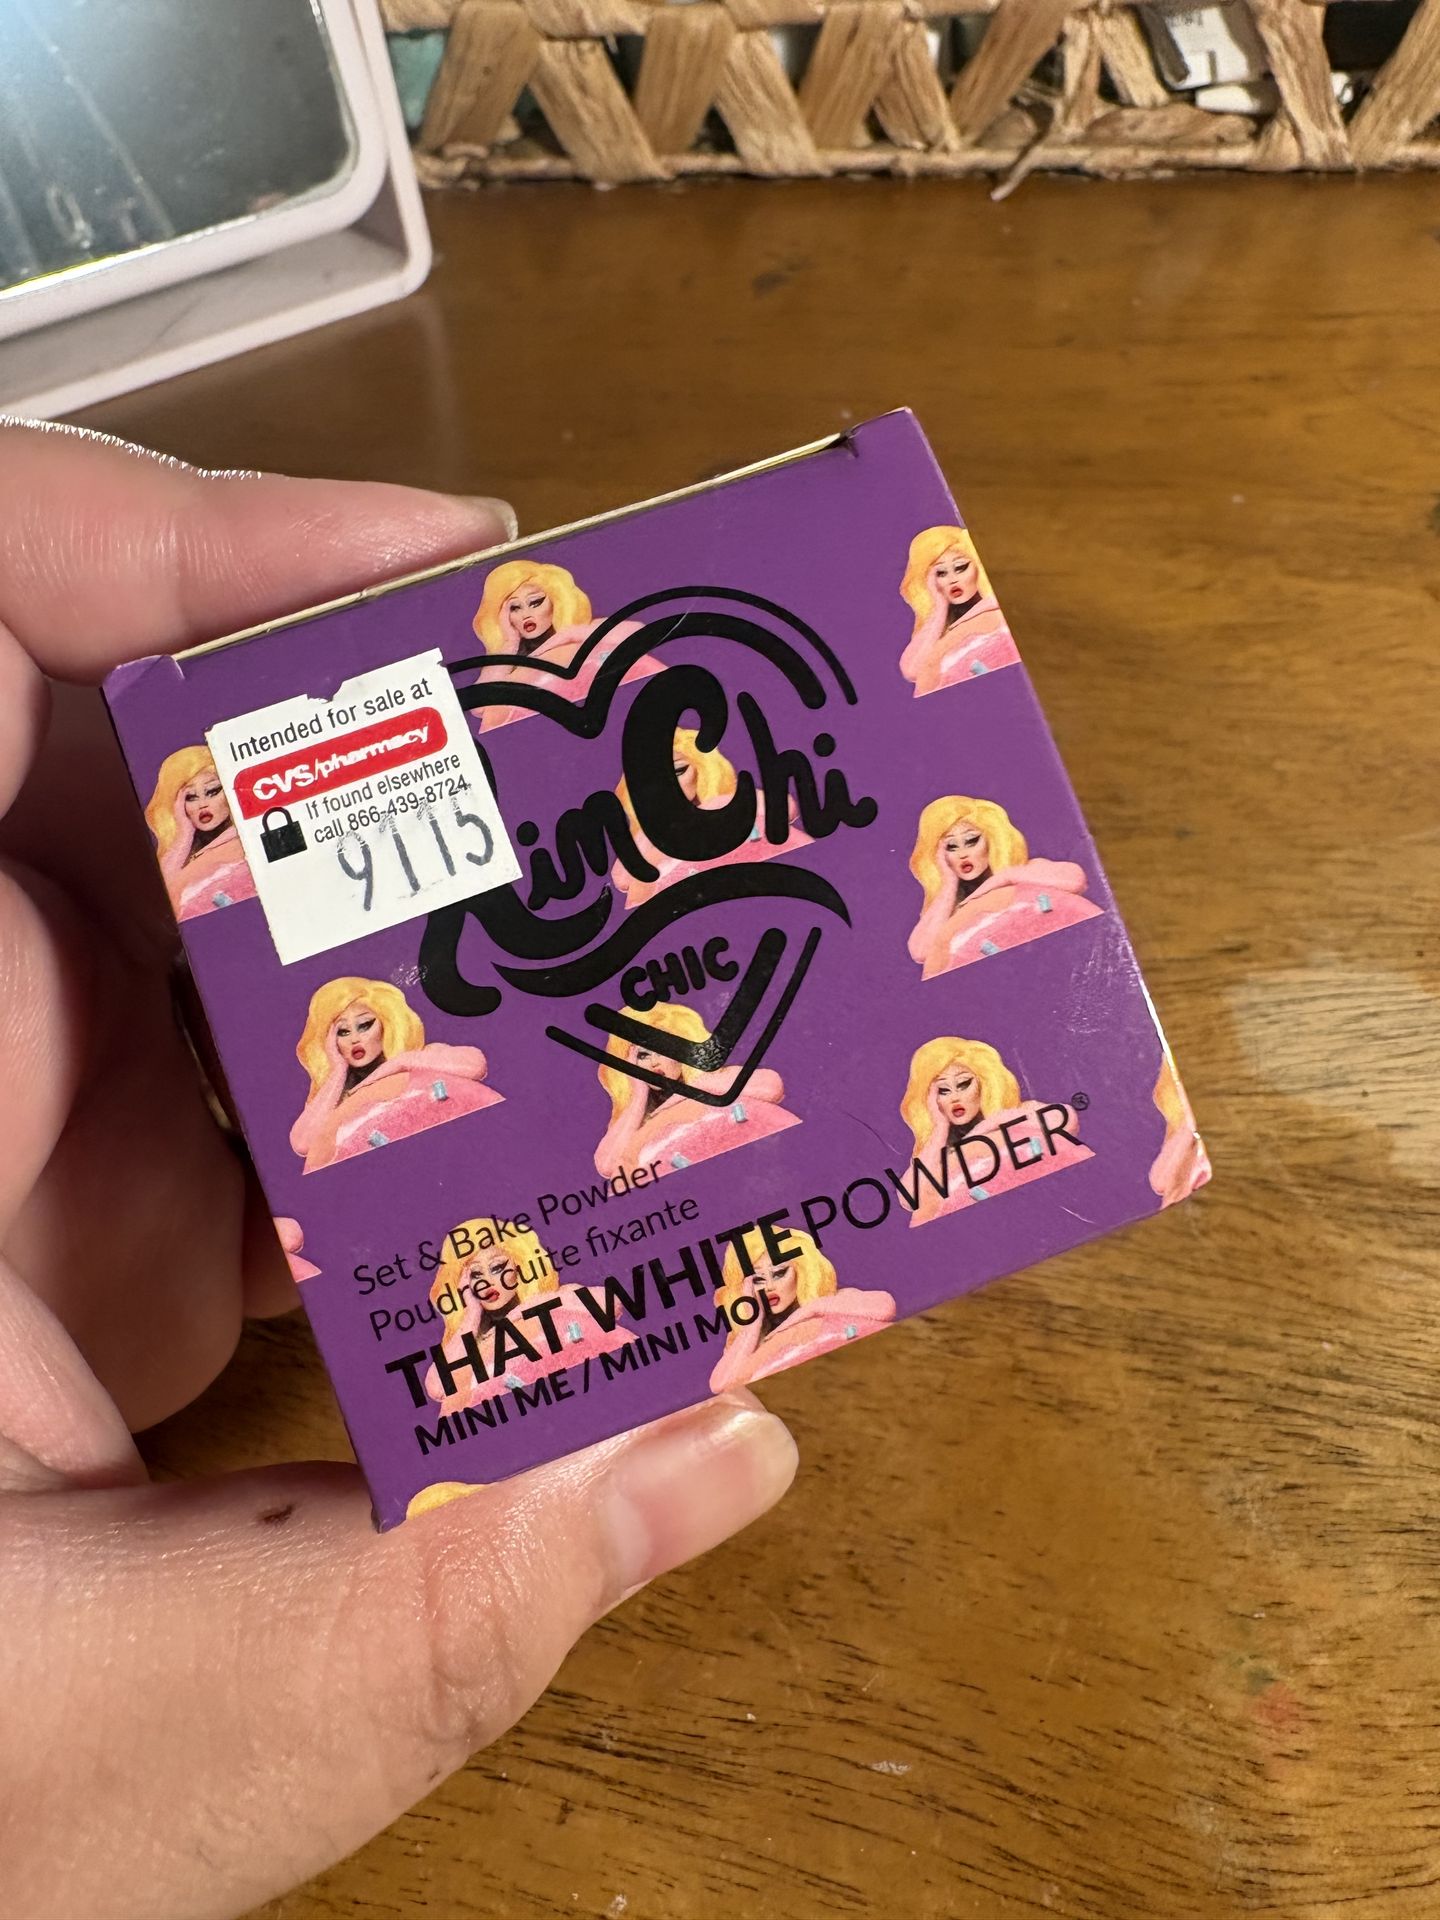 Intended for sale at
CVS/pharmacy
If found elsewhere
call 866-439-8724
9115
KimChi
CHIC
Set & Bake Powder
Poudre cuite fixante
THAT WHITE POWDER®
MINI ME / MINI MOI